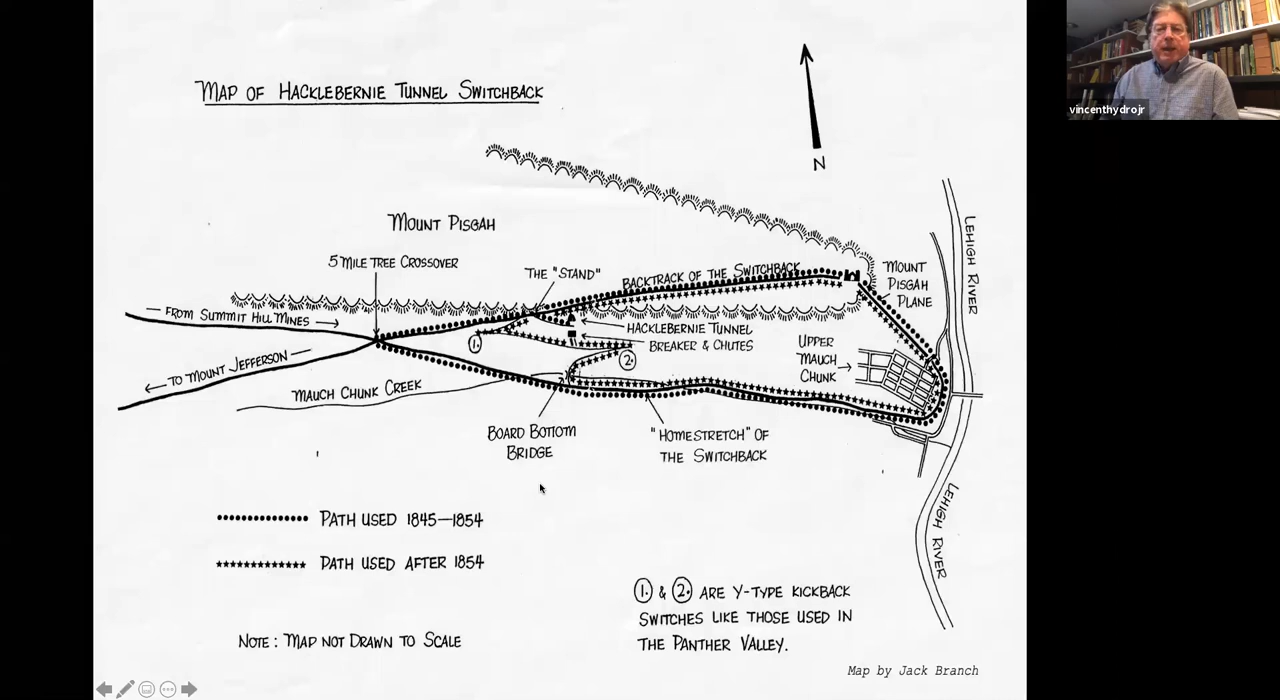 vincenthydrojr
MAP OF HACKLEBERNIE TUNNEL SWITCHBACK
N
MOUNT PISGAH
5 MILE TREE CROSSOVER
THE "STAND"
BACKTRACK OF THE SWITCHBACK
MOUNT
PISGAH
PLANE
LEHIGH RIVER
— FROM SUMMIT HILL MINES
HACKLEBERNIE TUNNEL
BREAKER & CHUTES
1.
2.
UPPER
MAUCH
CHUNK
TO MOUNT JEFFERSON —
MAUCH CHUNK CREEK
BOARD BOTTOM
BRIDGE
"HOMESTRETCH" OF
THE SWITCHBACK
LEHIGH RIVER
PATH USED 1845—1854
PATH USED AFTER 1854
1. & 2. ARE Y-TYPE KICKBACK
SWITCHES LIKE THOSE USED IN
THE PANTHER VALLEY.
NOTE: MAP NOT DRAWN TO SCALE
Map by Jack Branch